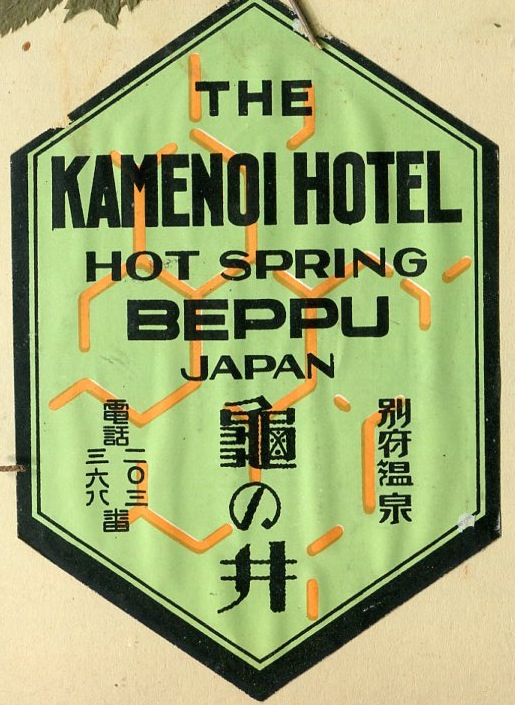 THE
KAMENOI HOTEL
HOT SPRING
BEPPU
JAPAN
別府温泉
龜の井
電話
二〇三
三六八
番